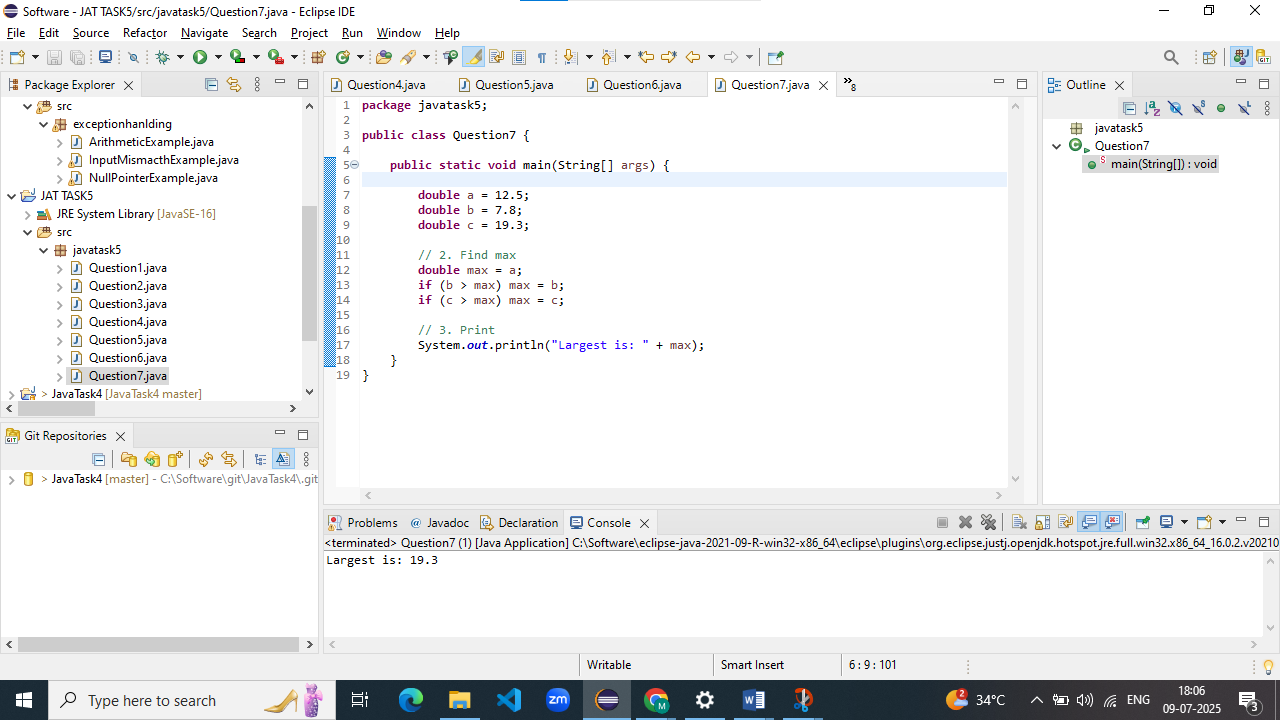 Software - JAT TASK5/src/javatask5/Question7.java - Eclipse IDE
File Edit Source Refactor Navigate Search Project Run Window Help
Package Explorer
src
exceptionhanlding
ArithmeticExample.java
InputMismacthExample.java
NullPointerExample.java
JAT TASK5
JRE System Library [JavaSE-16]
src
javatask5
Question1.java
Question2.java
Question3.java
Question4.java
Question5.java
Question6.java
Question7.java
> JavaTask4 [JavaTask4 master]
Git Repositories
> JavaTask4 [master] - C:\Software\git\JavaTask4\.git
Question4.java Question5.java Question6.java Question7.java »8
1 package javatask5;
2
3 public class Question7 {
4
5 public static void main(String[] args) {
6
7 double a = 12.5;
8 double b = 7.8;
9 double c = 19.3;
10
11 // 2. Find max
12 double max = a;
13 if (b > max) max = b;
14 if (c > max) max = c;
15
16 // 3. Print
17 System.out.println("Largest is: " + max);
18 }
19 }
Outline
javatask5
Question7
main(String[]) : void
Problems @ Javadoc Declaration Console
<terminated> Question7 (1) [Java Application] C:\Software\eclipse-java-2021-09-R-win32-x86_64\eclipse\plugins\org.eclipse.justj.openjdk.hotspot.jre.full.win32.x86_64_16.0.2.v20210
Largest is: 19.3
Writable Smart Insert 6 : 9 : 101
Type here to search
zm
M
2
34°C
ENG
18:06
09-07-2025
3